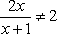 2x/(x+1) ≠ 2